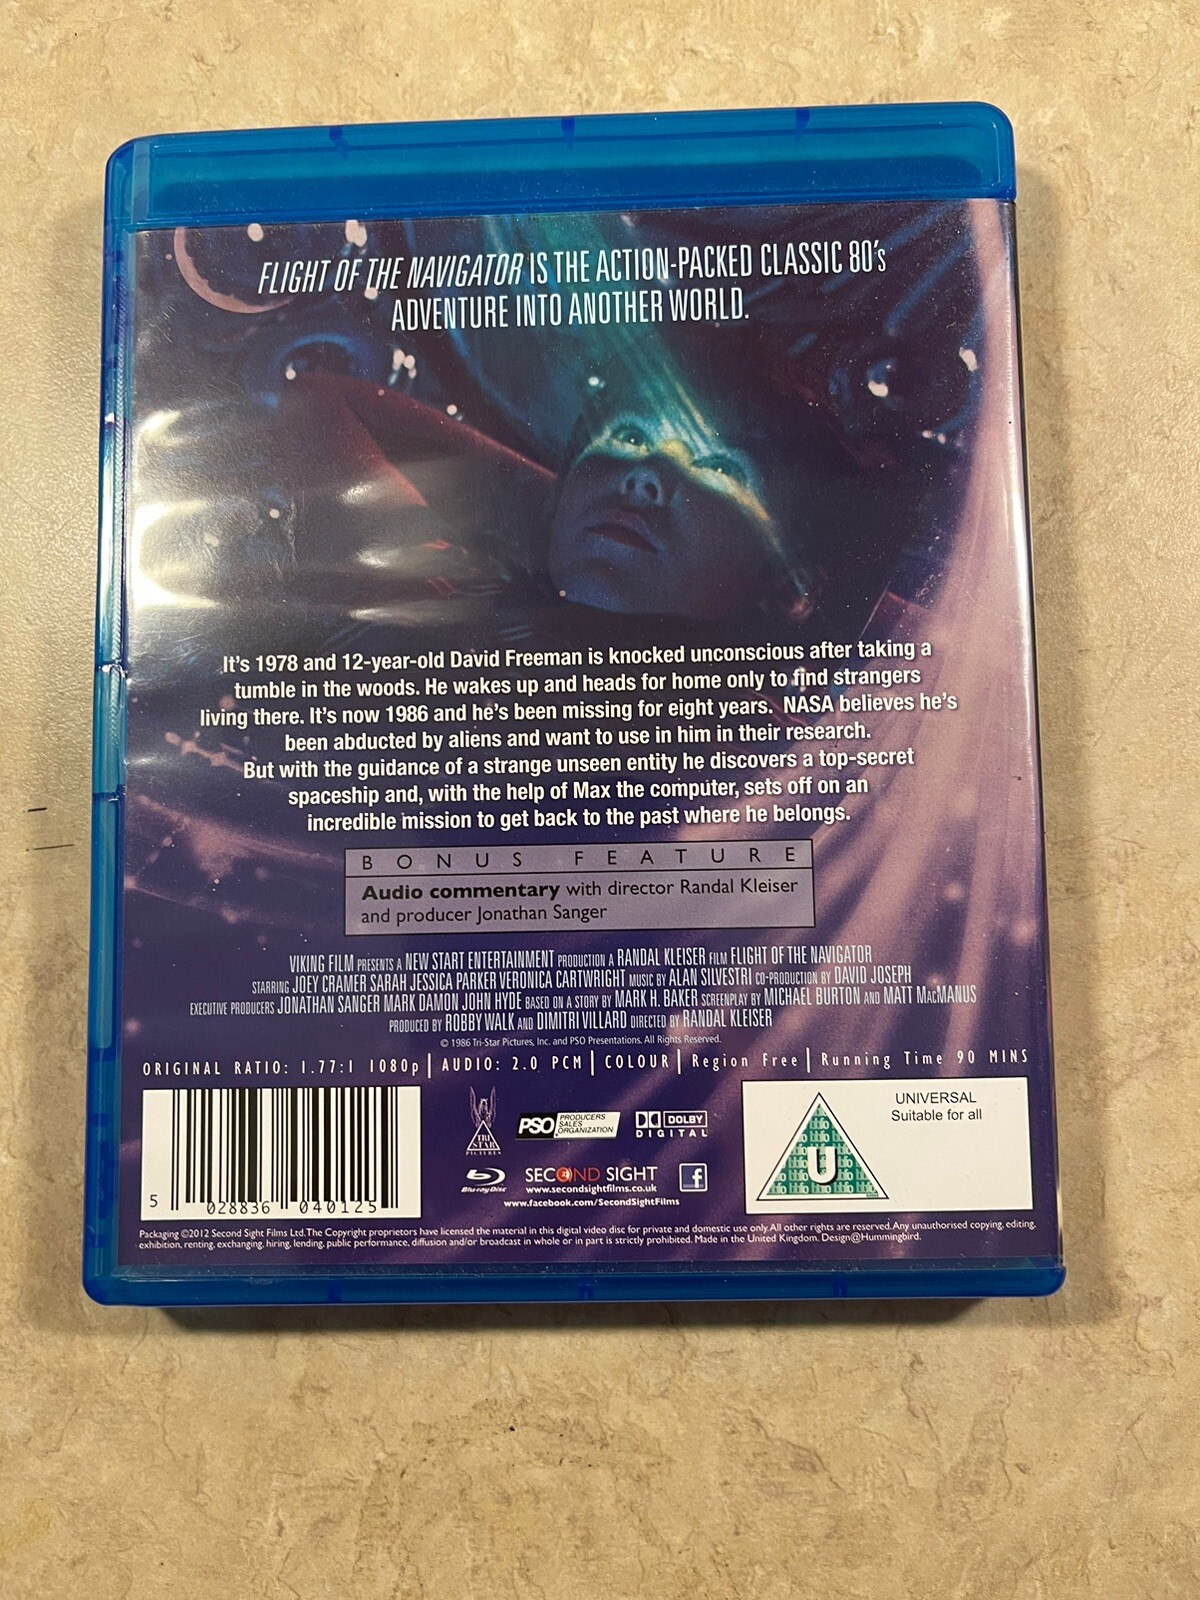 FLIGHT OF THE NAVIGATOR IS THE ACTION-PACKED CLASSIC 80's
ADVENTURE INTO ANOTHER WORLD.
It's 1978 and 12-year-old David Freeman is knocked unconscious after taking a
tumble in the woods. He wakes up and heads for home only to find strangers
living there. It's now 1986 and he's been missing for eight years. NASA believes he's
been abducted by aliens and want to use in him in their research.
But with the guidance of a strange unseen entity he discovers a top-secret
spaceship and, with the help of Max the computer, sets off on an
incredible mission to get back to the past where he belongs.
BONUS FEATURE
Audio commentary with director Randal Kleiser
and producer Jonathan Sanger
VIKING FILM PRESENTS A NEW START ENTERTAINMENT PRODUCTION A RANDAL KLEISER FILM FLIGHT OF THE NAVIGATOR
STARRING JOEY CRAMER SARAH JESSICA PARKER VERONICA CARTWRIGHT MUSIC BY ALAN SILVESTRI CO-PRODUCTION BY DAVID JOSEPH
EXECUTIVE PRODUCERS JONATHAN SANGER MARK DAMON JOHN HYDE BASED ON A STORY BY MARK H. BAKER SCREENPLAY BY MICHAEL BURTON AND MATT MacMANUS
PRODUCED BY ROBBY WALK AND DIMITRI VILLARD DIRECTED BY RANDAL KLEISER
© 1986 Tri-Star Pictures, Inc. and PSO Presentations. All Rights Reserved.
ORIGINAL RATIO: 1.77:1 1080p | AUDIO: 2.0 PCM | COLOUR | Region Free | Running Time 90 MINS
5 028836 040125
TRI
STAR
PICTURES
PSO PRODUCERS
SALES
ORGANIZATION
DOLBY
DIGITAL
Blu-ray Disc
SECOND SIGHT
www.secondsightfilms.co.uk
f
www.facebook.com/SecondSightFilms
U
UNIVERSAL
Suitable for all
Packaging ©2012 Second Sight Films Ltd. The Copyright proprietors have licensed the material in this digital video disc for private and domestic use only. All other rights are reserved. Any unauthorised copying, editing,
exhibition, renting, exchanging, hiring, lending, public performance, diffusion and/or broadcast in whole or in part is strictly prohibited. Made in the United Kingdom. Design@Hummingbird.